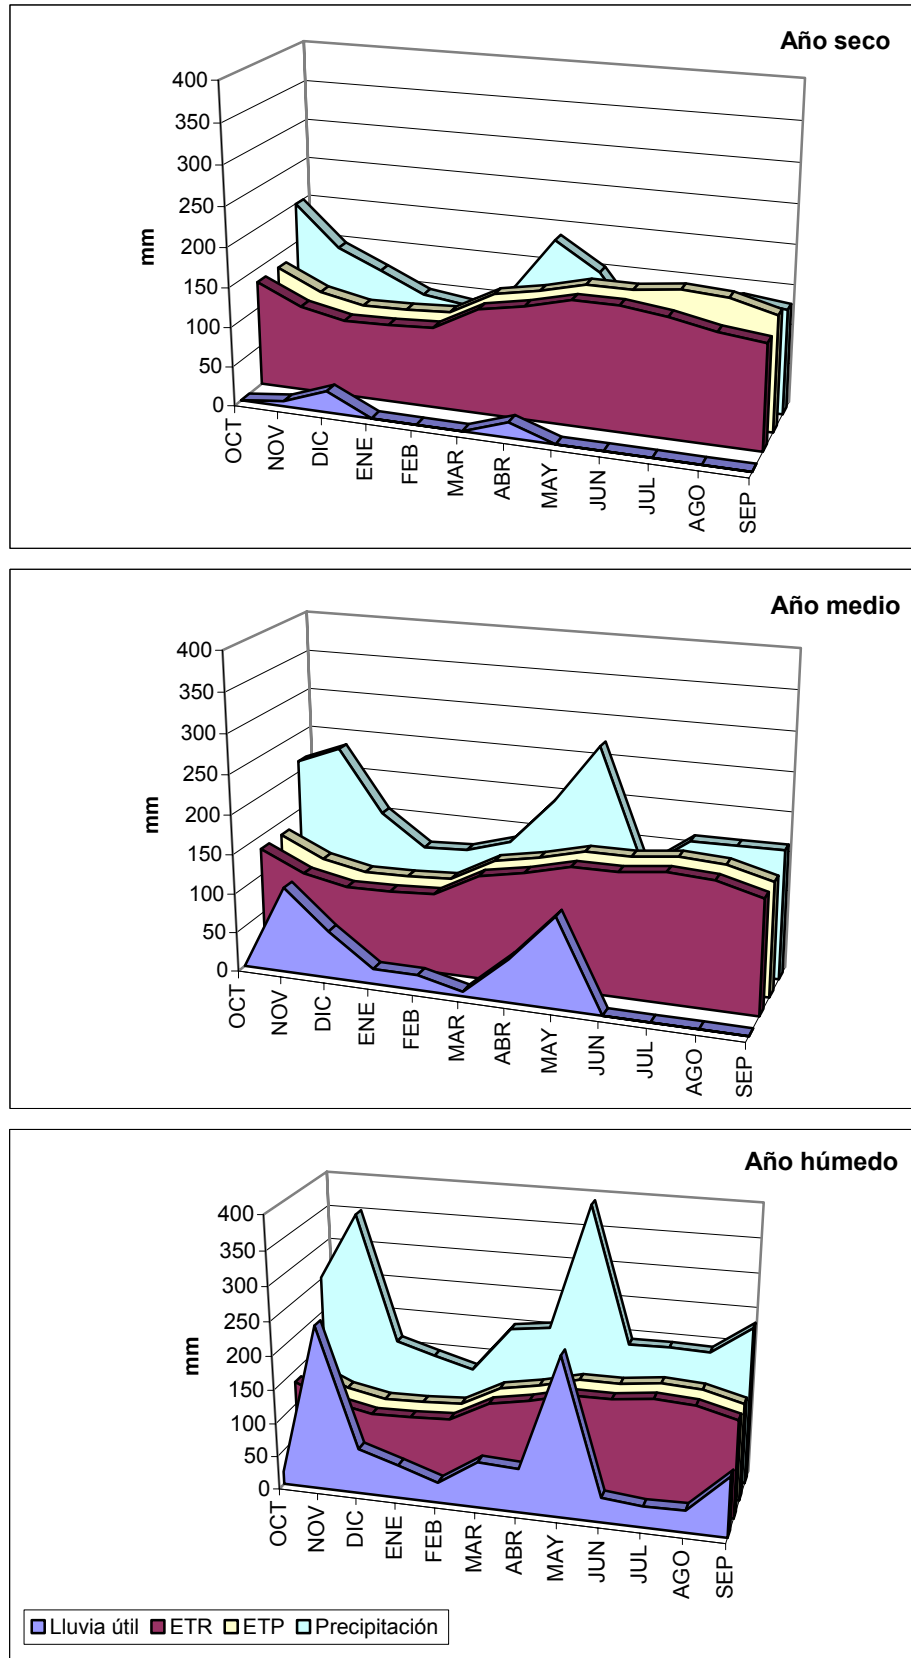 Año seco
400
350
300
250
200
150
100
50
0
mm
OCT
NOV
DIC
ENE
FEB
MAR
ABR
MAY
JUN
JUL
AGO
SEP
Año medio
400
350
300
250
200
150
100
50
0
mm
OCT
NOV
DIC
ENE
FEB
MAR
ABR
MAY
JUN
JUL
AGO
SEP
Año húmedo
400
350
300
250
200
150
100
50
0
mm
OCT
NOV
DIC
ENE
FEB
MAR
ABR
MAY
JUN
JUL
AGO
SEP
Lluvia útil ETR ETP Precipitación